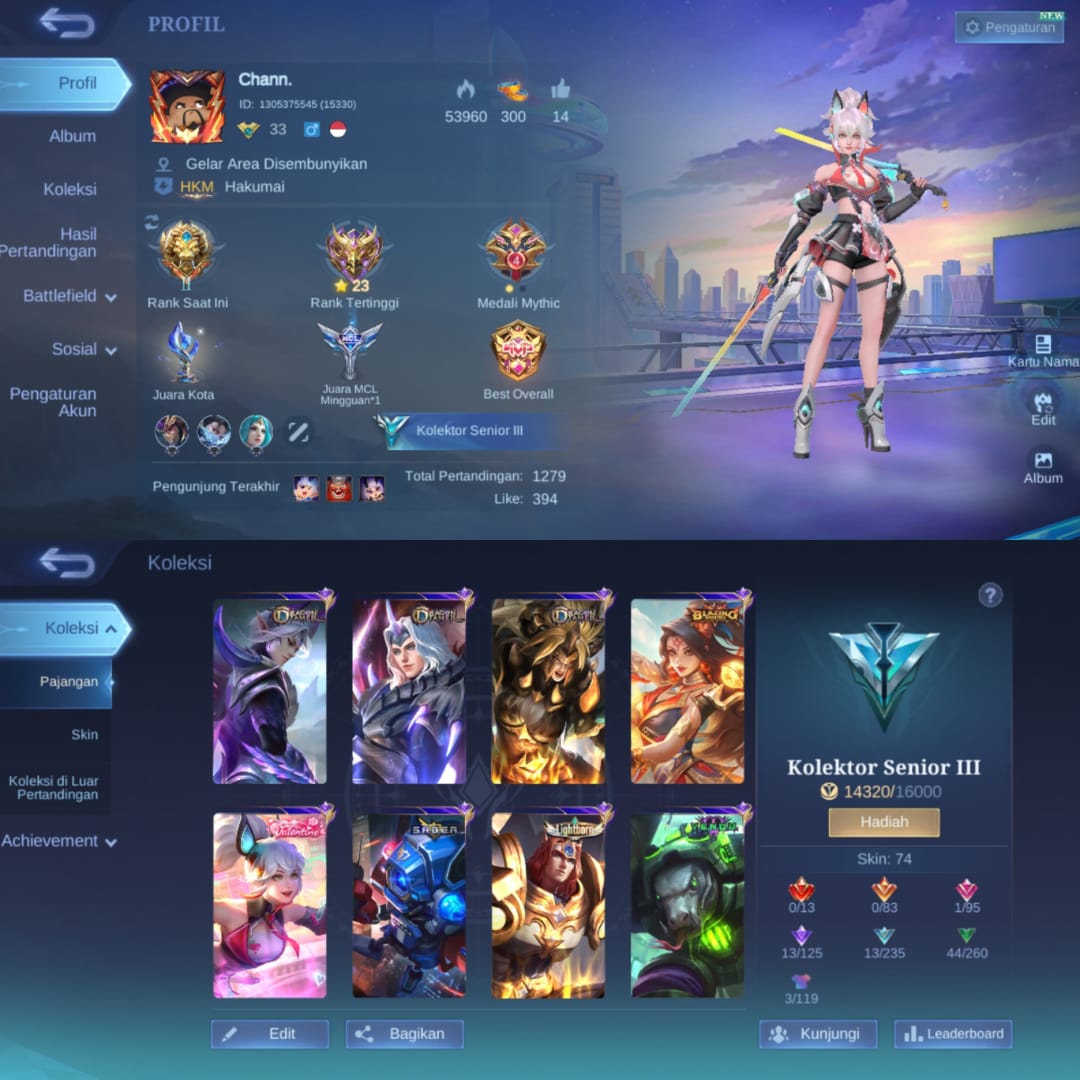 PROFIL
NEW
Pengaturan
Profil
Album
Koleksi
Hasil
Pertandingan
Battlefield
Sosial
Pengaturan
Akun
Chann.
ID: 1305375545 (15330)
33
53960
300
14
Gelar Area Disembunyikan
HKM Hakumai
II
Rank Saat Ini
23
Rank Tertinggi
4
Medali Mythic
Juara Kota
MCL
Juara MCL
Mingguan*1
Best Overall
Kolektor Senior III
Pengunjung Terakhir
Total Pertandingan: 1279
Like: 394
Kartu Nama
Edit
Album
Koleksi
Koleksi
Pajangan
Skin
Koleksi di Luar
Pertandingan
Achievement
BLAZING
Valentine's
S.A.B.E.R.
Lightborn
V.E.N.O.M.
?
Kolektor Senior III
14320/16000
Hadiah
Skin: 74
0/13
0/83
1/95
13/125
13/235
44/260
3/119
Edit
Bagikan
Kunjungi
Leaderboard